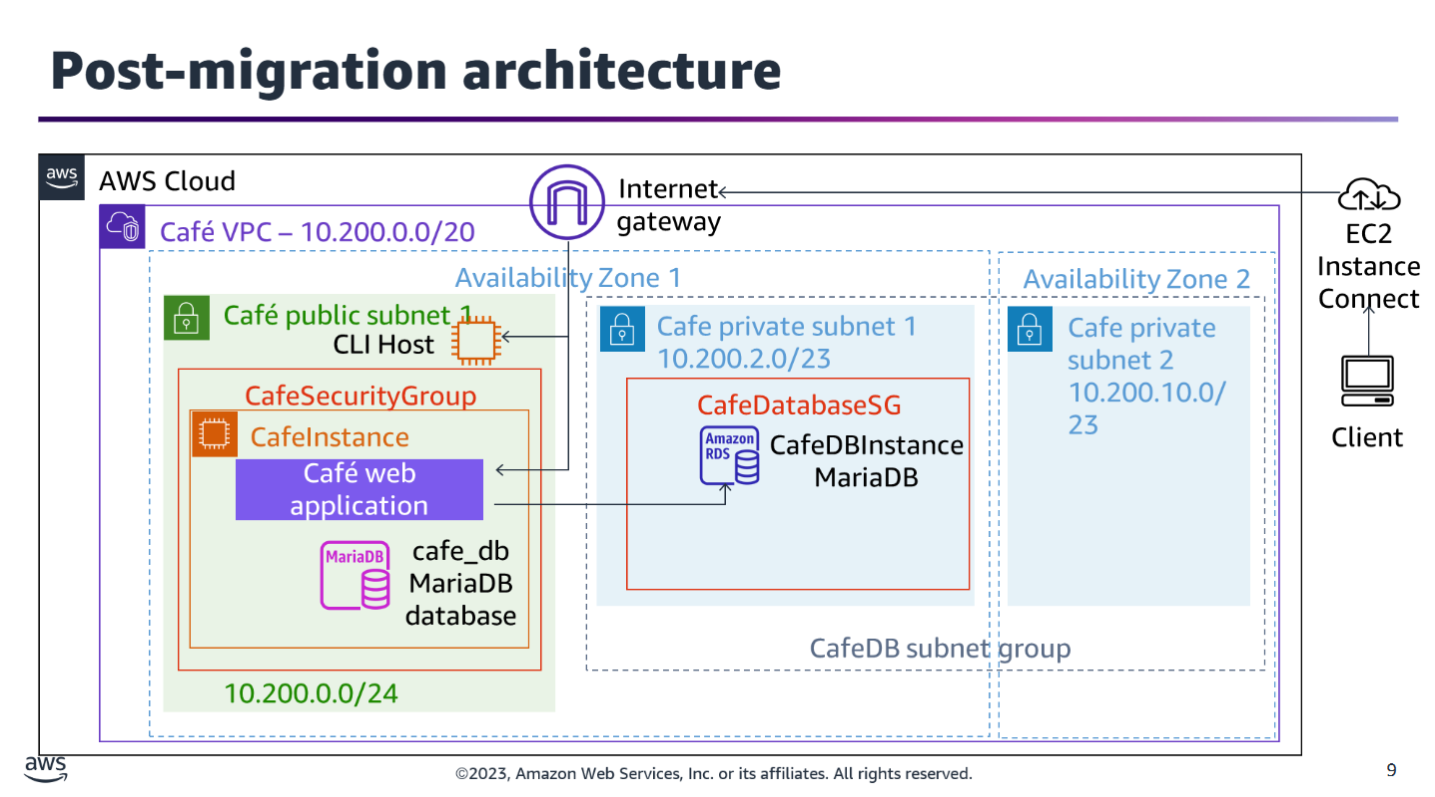 Post-migration architecture
aws
AWS Cloud
Internet
gateway
Café VPC – 10.200.0.0/20
EC2
Instance
Connect
Client
Availability Zone 1
Availability Zone 2
Café public subnet 1
CLI Host
CafeSecurityGroup
CafeInstance
Café web
application
MariaDB
cafe_db
MariaDB
database
10.200.0.0/24
Cafe private subnet 1
10.200.2.0/23
CafeDatabaseSG
Amazon
RDS
CafeDBInstance
MariaDB
Cafe private
subnet 2
10.200.10.0/
23
CafeDB subnet group
aws
©2023, Amazon Web Services, Inc. or its affiliates. All rights reserved.
9